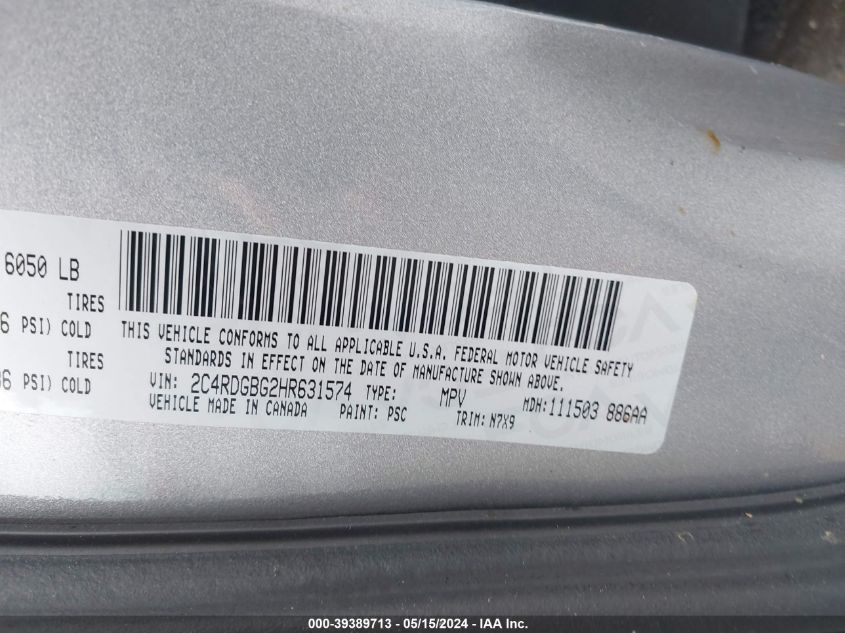 6050 LB
TIRES
6 PSI) COLD
TIRES
36 PSI) COLD
THIS VEHICLE CONFORMS TO ALL APPLICABLE U.S.A. FEDERAL MOTOR VEHICLE SAFETY
STANDARDS IN EFFECT ON THE DATE OF MANUFACTURE SHOWN ABOVE.
VIN: 2C4RDGBG2HR631574 TYPE: MPV MDH:111503 886AA
VEHICLE MADE IN CANADA PAINT: PSC TRIM: N7X9
000-39389713 - 05/15/2024 - IAA Inc.